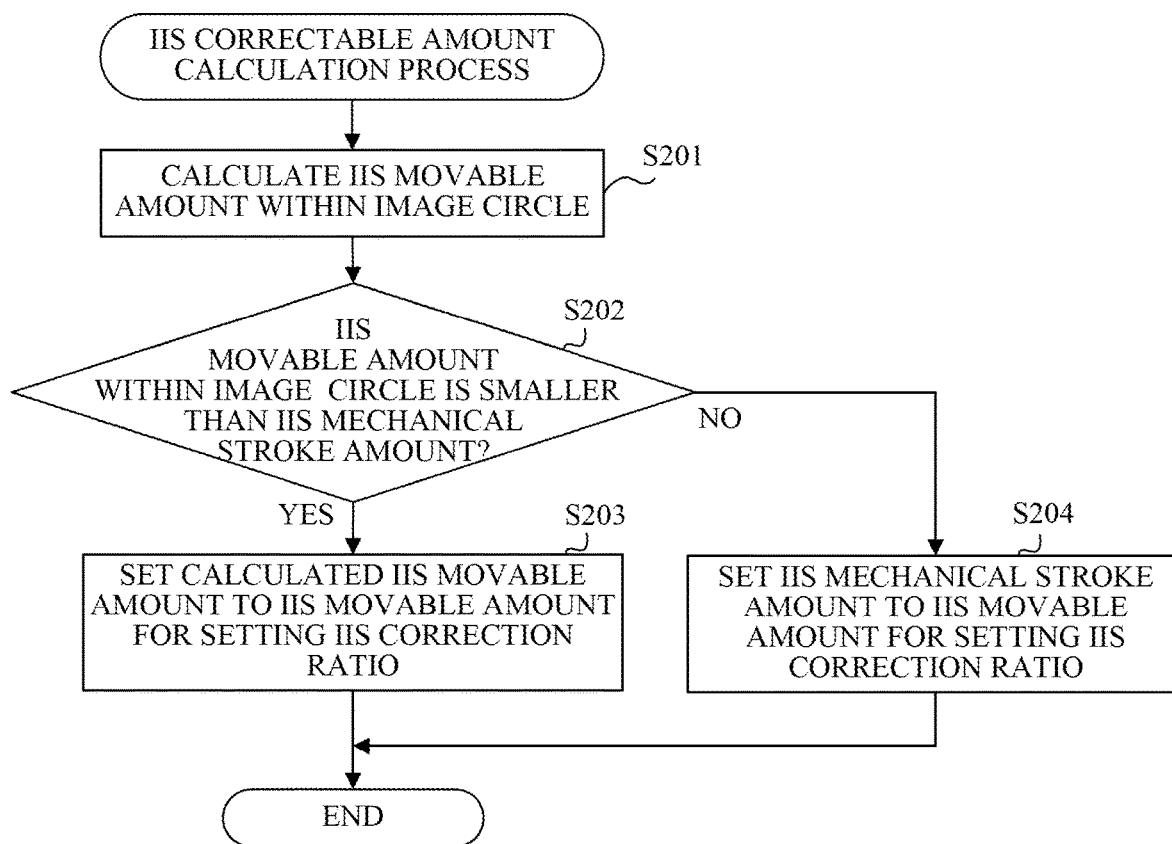 IIS CORRECTABLE AMOUNT
CALCULATION PROCESS
S201
CALCULATE IIS MOVABLE
AMOUNT WITHIN IMAGE CIRCLE
S202
IIS
MOVABLE AMOUNT
WITHIN IMAGE CIRCLE IS SMALLER
THAN IIS MECHANICAL
STROKE AMOUNT?
NO
YES
S203
SET CALCULATED IIS MOVABLE
AMOUNT TO IIS MOVABLE AMOUNT
FOR SETTING IIS CORRECTION
RATIO
S204
SET IIS MECHANICAL STROKE
AMOUNT TO IIS MOVABLE
AMOUNT FOR SETTING IIS
CORRECTION RATIO
END